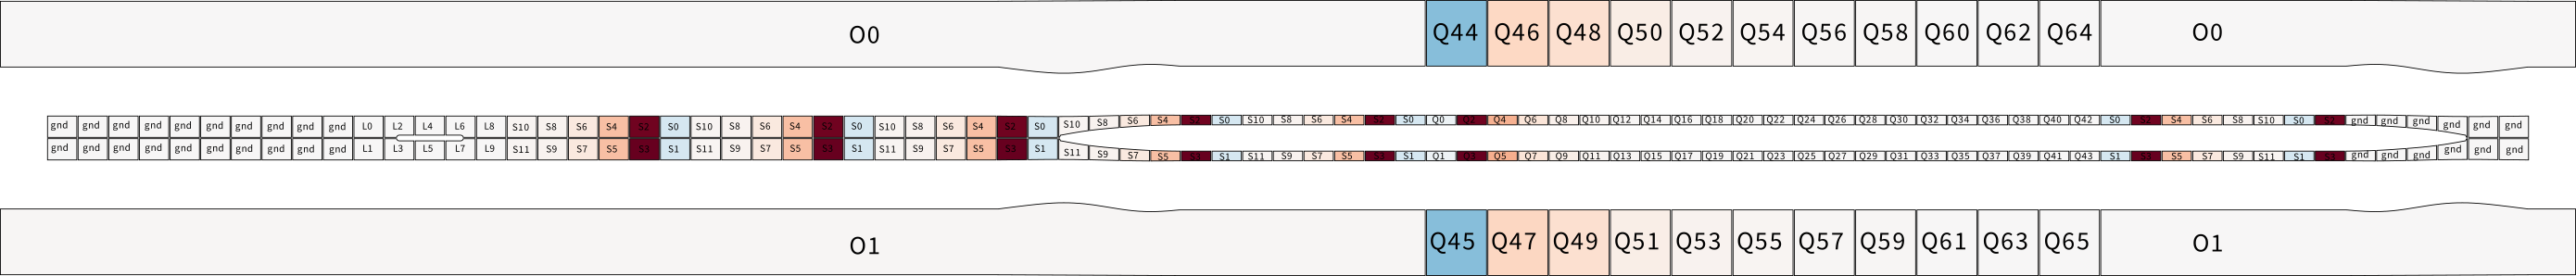 O0 Q44 Q46 Q48 Q50 Q52 Q54 Q56 Q58 Q60 Q62 Q64 O0
gnd gnd gnd gnd gnd gnd gnd gnd gnd gnd L0 L2 L4 L6 L8 S10 S8 S6 S4 S2 S0 S10 S8 S6 S4 S2 S0 S10 S8 S6 S4 S2 S0 S10 S8 S6 S4 S2 S0 S10 S8 S6 S4 S2 S0 Q0 Q2 Q4 Q6 Q8 Q10 Q12 Q14 Q16 Q18 Q20 Q24 Q26 Q25 Q28 Q30 Q32 Q34 Q36 Q38 Q40 Q42 S0 S2 S4 S6 S8 S10 S0 S2 gnd gnd gnd gnd gnd gnd
gnd gnd gnd gnd gnd gnd gnd gnd gnd gnd L1 L3 L5 L7 L9 S11 S9 S7 S5 S3 S1 S11 S9 S7 S5 S3 S1 S11 S9 S7 S5 S3 S1 S11 S9 S7 S5 S3 S1 S11 S9 S7 S5 S3 S1 Q1 Q3 Q5 Q7 Q9 Q11 Q13 Q15 Q17 Q19 Q21 Q23 Q25 Q27 Q29 Q31 Q33 Q35 Q37 Q39 Q41 Q43 S1 S3 S5 S7 S9 S11 S1 S3 gnd gnd gnd gnd gnd gnd
O1 Q45 Q47 Q49 Q51 Q53 Q55 Q57 Q59 Q61 Q63 Q65 O1